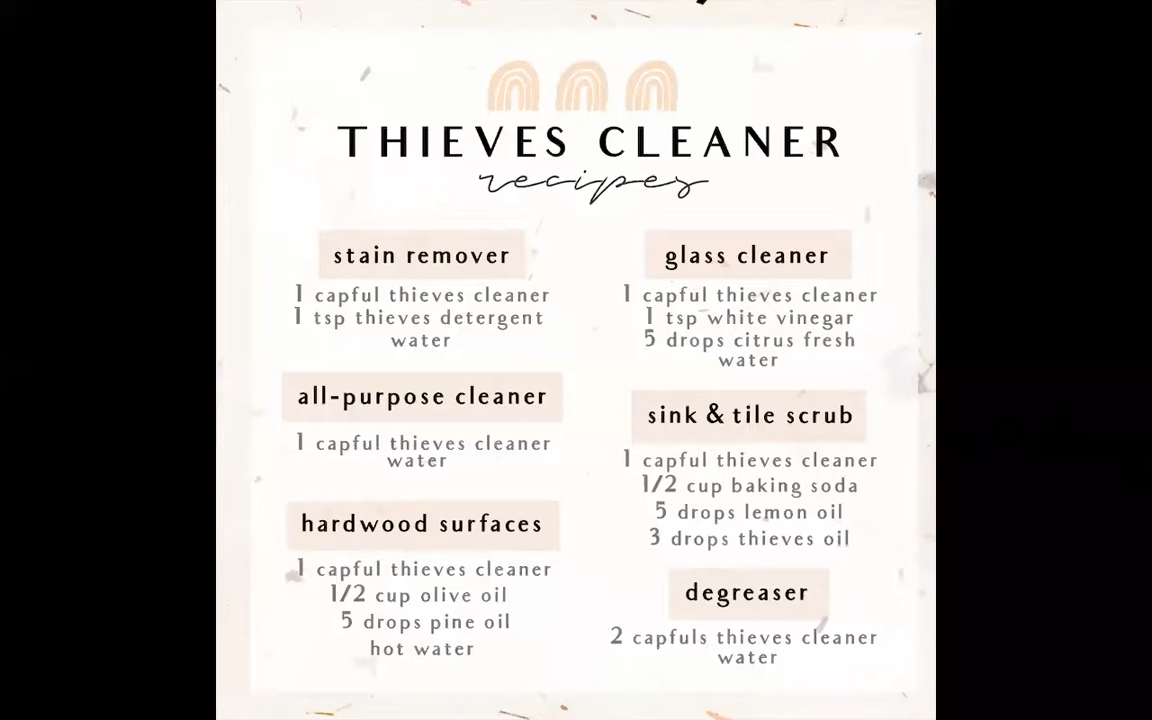 THIEVES CLEANER
recipes
stain remover
1 capful thieves cleaner
1 tsp thieves detergent
water
all-purpose cleaner
1 capful thieves cleaner
water
hardwood surfaces
1 capful thieves cleaner
1/2 cup olive oil
5 drops pine oil
hot water
glass cleaner
1 capful thieves cleaner
1 tsp white vinegar
5 drops citrus fresh
water
sink & tile scrub
1 capful thieves cleaner
1/2 cup baking soda
5 drops lemon oil
3 drops thieves oil
degreaser
2 capfuls thieves cleaner
water